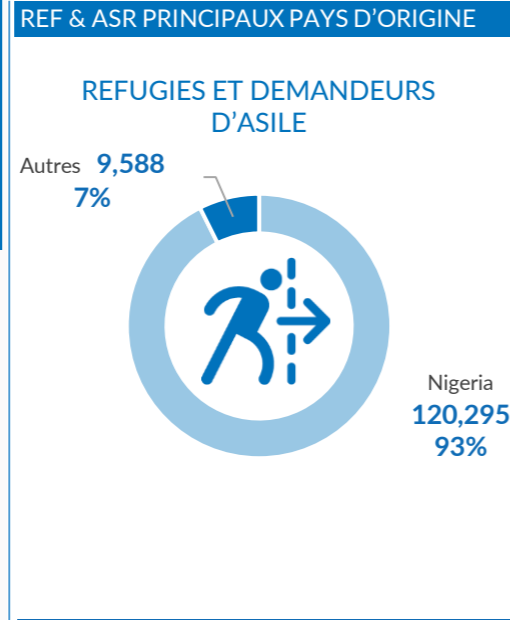 REF & ASR PRINCIPAUX PAYS D’ORIGINE
REFUGIES ET DEMANDEURS
D’ASILE
Autres 9,588
7%
Nigeria
120,295
93%